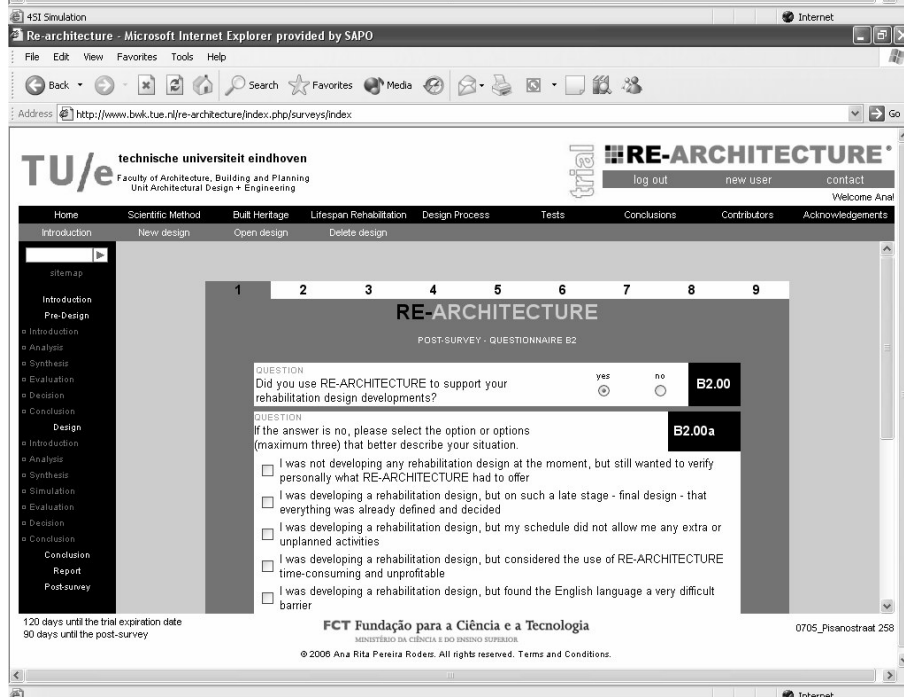 4SI Simulation
Internet
Re-architecture - Microsoft Internet Explorer provided by SAPO
File Edit View Favorites Tools Help
Back Search Favorites Media
Address http://www.bwk.tue.nl/re-architecture/index.php/surveys/index Go
TU/e technische universiteit eindhoven
Faculty of Architecture, Building and Planning
Unit Architectural Design + Engineering
trial
RE-ARCHITECTURE
log out new user contact
Welcome Ana!
Home Scientific Method Built Heritage Lifespan Rehabilitation Design Process Tests Conclusions Contributors Acknowledgements
Introduction New design Open design Delete design
sitemap
Introduction
Pre-Design
Introduction
Analysis
Synthesis
Evaluation
Decision
Conclusion
Design
Introduction
Analysis
Synthesis
Simulation
Evaluation
Decision
Conclusion
Conclusion
Report
Post-survey
1 2 3 4 5 6 7 8 9
RE-ARCHITECTURE
POST-SURVEY - QUESTIONNAIRE B2
QUESTION
Did you use RE-ARCHITECTURE to support your
rehabilitation design developments?
yes no
B2.00
QUESTION
If the answer is no, please select the option or options
(maximum three) that better describe your situation.
B2.00a
I was not developing any rehabilitation design at the moment, but still wanted to verify
personally what RE-ARCHITECTURE had to offer
I was developing a rehabilitation design, but on such a late stage - final design - that
everything was already defined and decided
I was developing a rehabilitation design, but my schedule did not allow me any extra or
unplanned activities
I was developing a rehabilitation design, but considered the use of RE-ARCHITECTURE
time-consuming and unprofitable
I was developing a rehabilitation design, but found the English language a very difficult
barrier
120 days until the trial expiration date
90 days until the post-survey
FCT Fundação para a Ciência e a Tecnologia
MINISTÉRIO DA CIÊNCIA E DO ENSINO SUPERIOR
© 2006 Ana Rita Pereira Roders. All rights reserved. Terms and Conditions.
0705_Pisanostraat 258
Internet